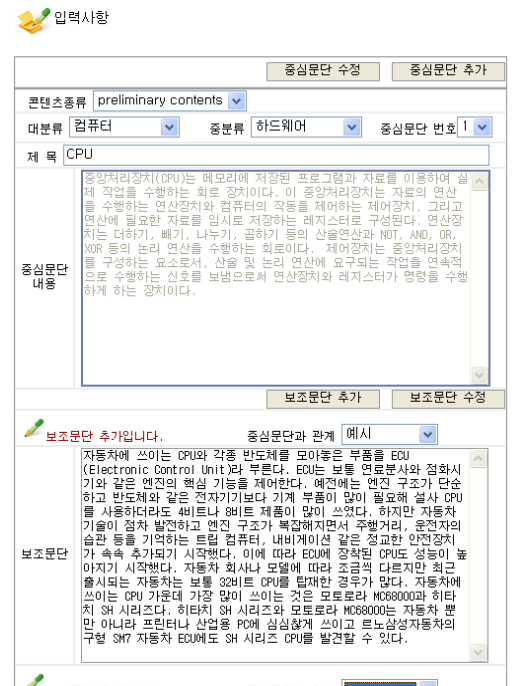 입력사항
중심문단 수정 중심문단 추가
콘텐츠종류 preliminary contents
대분류 컴퓨터 중분류 하드웨어 중심문단 번호 1
제 목 CPU
중심문단 내용
중앙처리장치(CPU)는 메모리에 저장된 프로그램과 자료를 이용하여 실
제 작업을 수행하는 회로 장치이다. 이 중앙처리장치는 자료의 연산
을 수행하는 연산장치와 컴퓨터의 작동을 제어하는 제어장치, 그리고
연산에 필요한 자료를 임시로 저장하는 레지스터로 구성된다. 연산장
치는 더하기, 빼기, 나누기, 곱하기 등의 산술연산과 NOT, AND, OR,
XOR 등의 논리 연산을 수행하는 회로이다.  제어장치는 중앙처리장치
를 구성하는 요소로서, 산술 및 논리 연산에 요구되는 작업을 연속적
으로 수행하는 신호를 보냄으로써 연산장치와 레지스터가 명령을 수행
하게 하는 장치이다.
보조문단 추가 보조문단 수정
보조문단 추가입니다. 중심문단과 관계 예시
보조문단
자동차에 쓰이는 CPU와 각종 반도체를 모아놓은 부품을 ECU
(Electronic Control Unit)라 부른다. ECU는 보통 연료분사와 점화시
기와 같은 엔진의 핵심 기능을 제어한다. 예전에는 엔진 구조가 단순
하고 반도체와 같은 전자기기보다 기계 부품이 많이 필요해 설사 CPU
를 사용하더라도 4비트나 8비트 제품이 많이 쓰였다. 하지만 자동차
기술이 점차 발전하고 엔진 구조가 복잡해지면서 주행거리, 운전자의
습관 등을 기억하는 트립 컴퓨터, 내비게이션 같은 정교한 안전장치
가 속속 추가되기 시작했다. 이에 따라 ECU에 장착된 CPU도 성능이 높
아지기 시작했다. 자동차 회사나 모델에 따라 조금씩 다르지만 최근
출시되는 자동차는 보통 32비트 CPU를 탑재한 경우가 많다. 자동차에
쓰이는 CPU 가운데 가장 많이 쓰이는 것은 모토로라 MC68000과 히타
치 SH 시리즈다. 히타치 SH 시리즈와 모토로라 MC68000는 자동차 뿐
만 아니라 프린터나 산업용 PC에 심심찮게 쓰이고 르노삼성자동차의
구형 SM7 자동차 ECU에도 SH 시리즈 CPU를 발견할 수 있다.